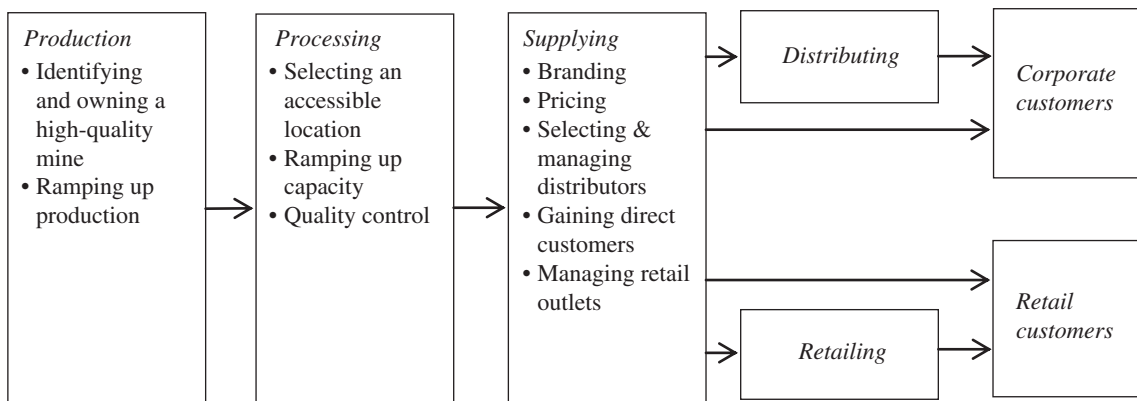 Production
• Identifying
and owning a
high-quality
mine
• Ramping up
production
Processing
• Selecting an
accessible
location
• Ramping up
capacity
• Quality control
Supplying
• Branding
• Pricing
• Selecting &
managing
distributors
• Gaining direct
customers
• Managing retail
outlets
Distributing
Corporate
customers
Retailing
Retail
customers